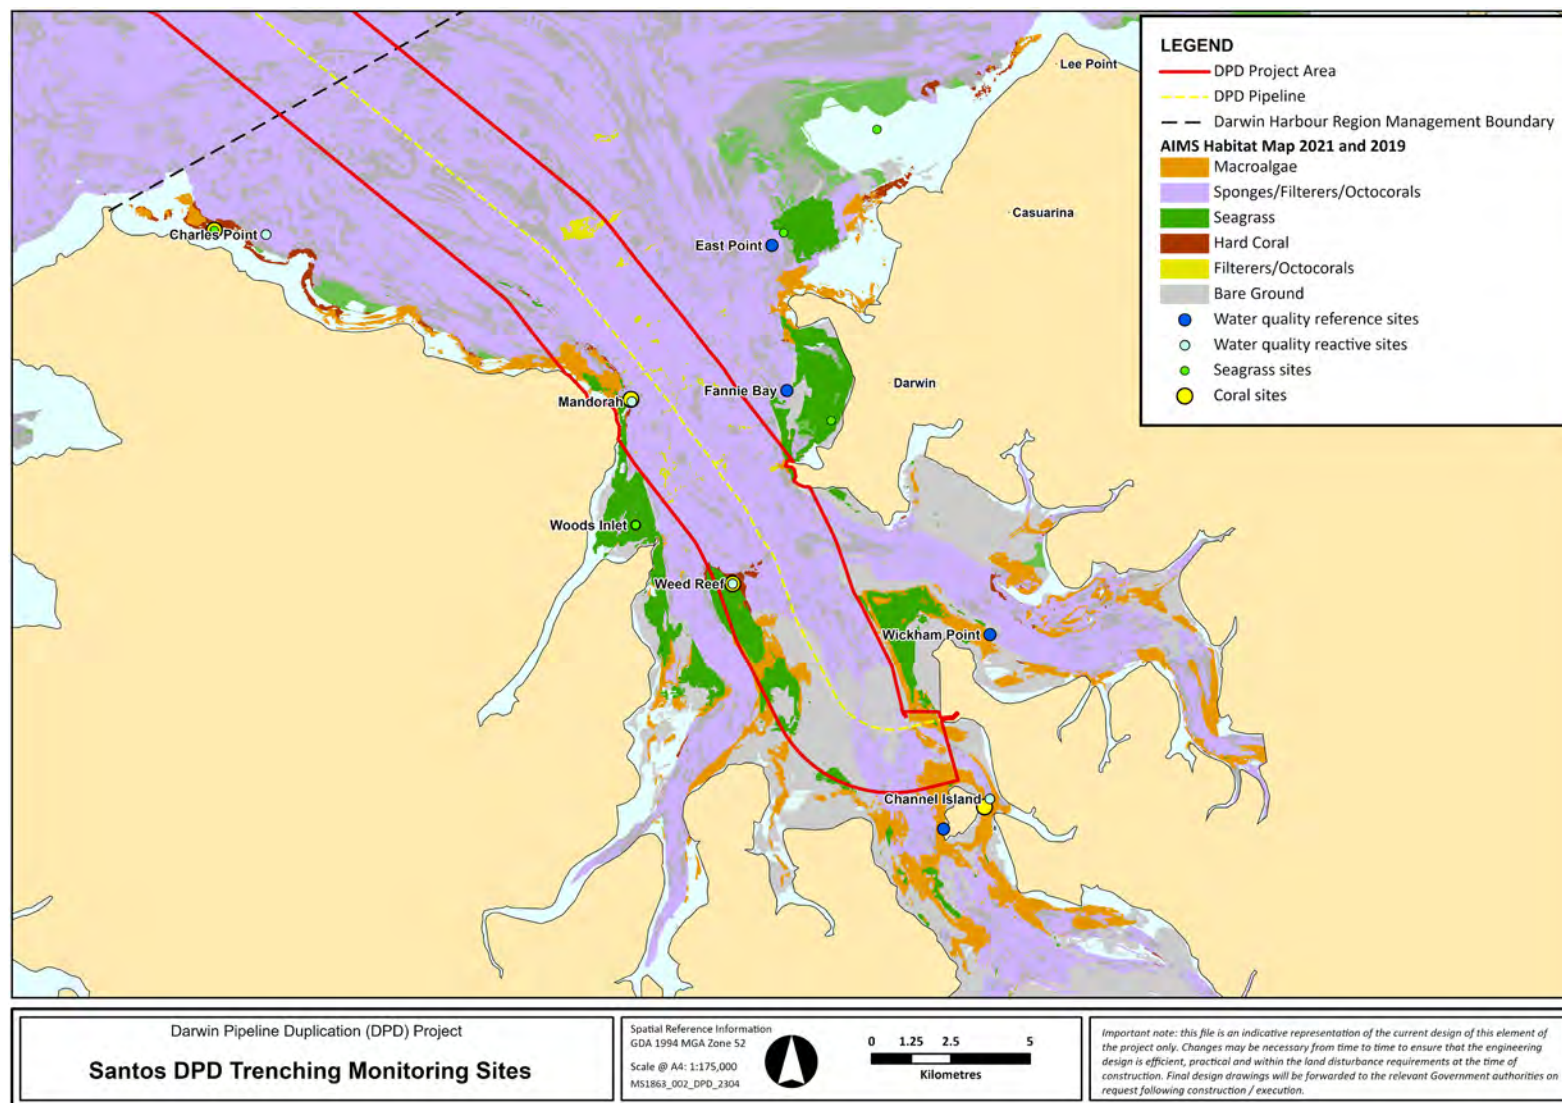 LEGEND
DPD Project Area
DPD Pipeline
Darwin Harbour Region Management Boundary
AIMS Habitat Map 2021 and 2019
Macroalgae
Sponges/Filterers/Octocorals
Seagrass
Hard Coral
Filterers/Octocorals
Bare Ground
Water quality reference sites
Water quality reactive sites
Seagrass sites
Coral sites
Lee Point
Casuarina
Charles Point
East Point
Darwin
Fannie Bay
Mandorah
Woods Inlet
Weed Reef
Wickham Point
Channel Island
Darwin Pipeline Duplication (DPD) Project
Santos DPD Trenching Monitoring Sites
Spatial Reference Information
GDA 1994 MGA Zone 52
Scale @ A4: 1:175,000
MS1863_002_DPD_2304
0 1.25 2.5 5
Kilometres
Important note: this file is an indicative representation of the current design of this element of
the project only. Changes may be necessary from time to time to ensure that the engineering
design is efficient, practical and within the land disturbance requirements at the time of
construction. Final design drawings will be forwarded to the relevant Government authorities on
request following construction / execution.